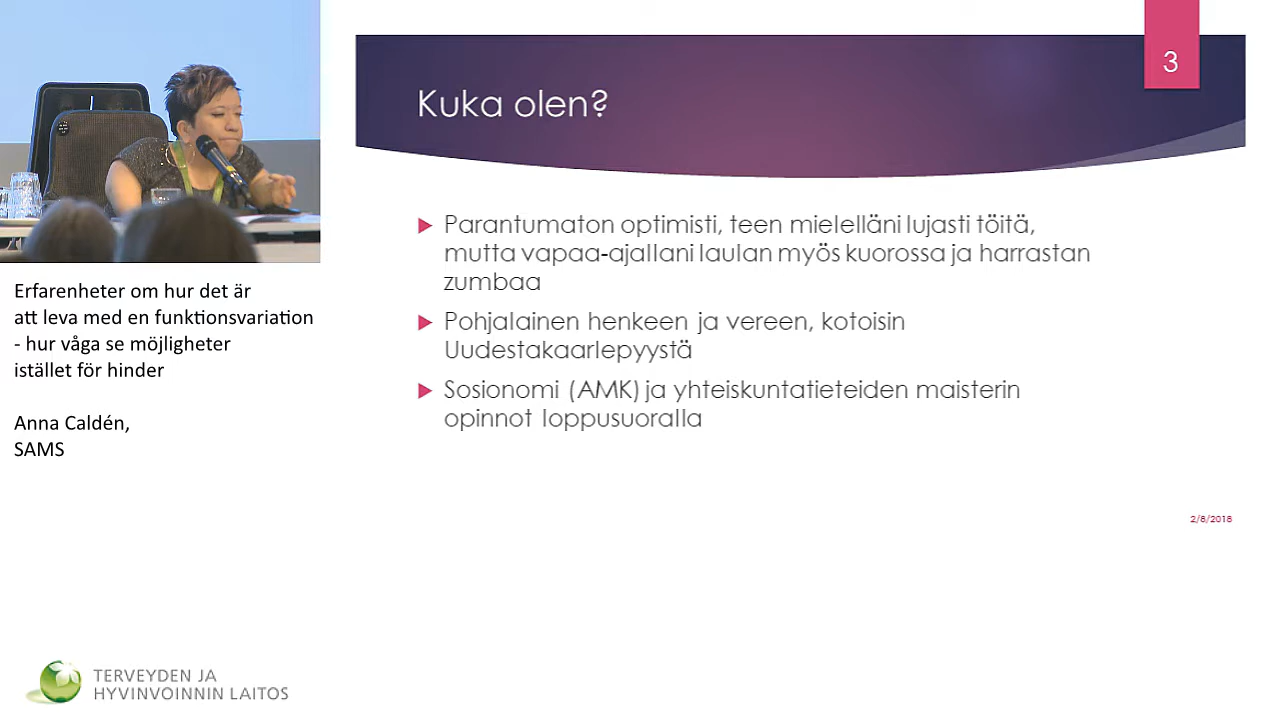 3
Kuka olen?
Parantumaton optimisti, teen mielelläni lujasti töitä,
mutta vapaa-ajallani laulan myös kuorossa ja harrastan
zumbaa
Pohjalainen henkeen ja vereen, kotoisin
Uudestakaarlepyystä
Sosionomi (AMK) ja yhteiskuntatieteiden maisterin
opinnot loppusuoralla
2/8/2018
Erfarenheter om hur det är
att leva med en funktionsvariation
- hur våga se möjligheter
istället för hinder
Anna Caldén,
SAMS
TERVEYDEN JA
HYVINVOINNIN LAITOS